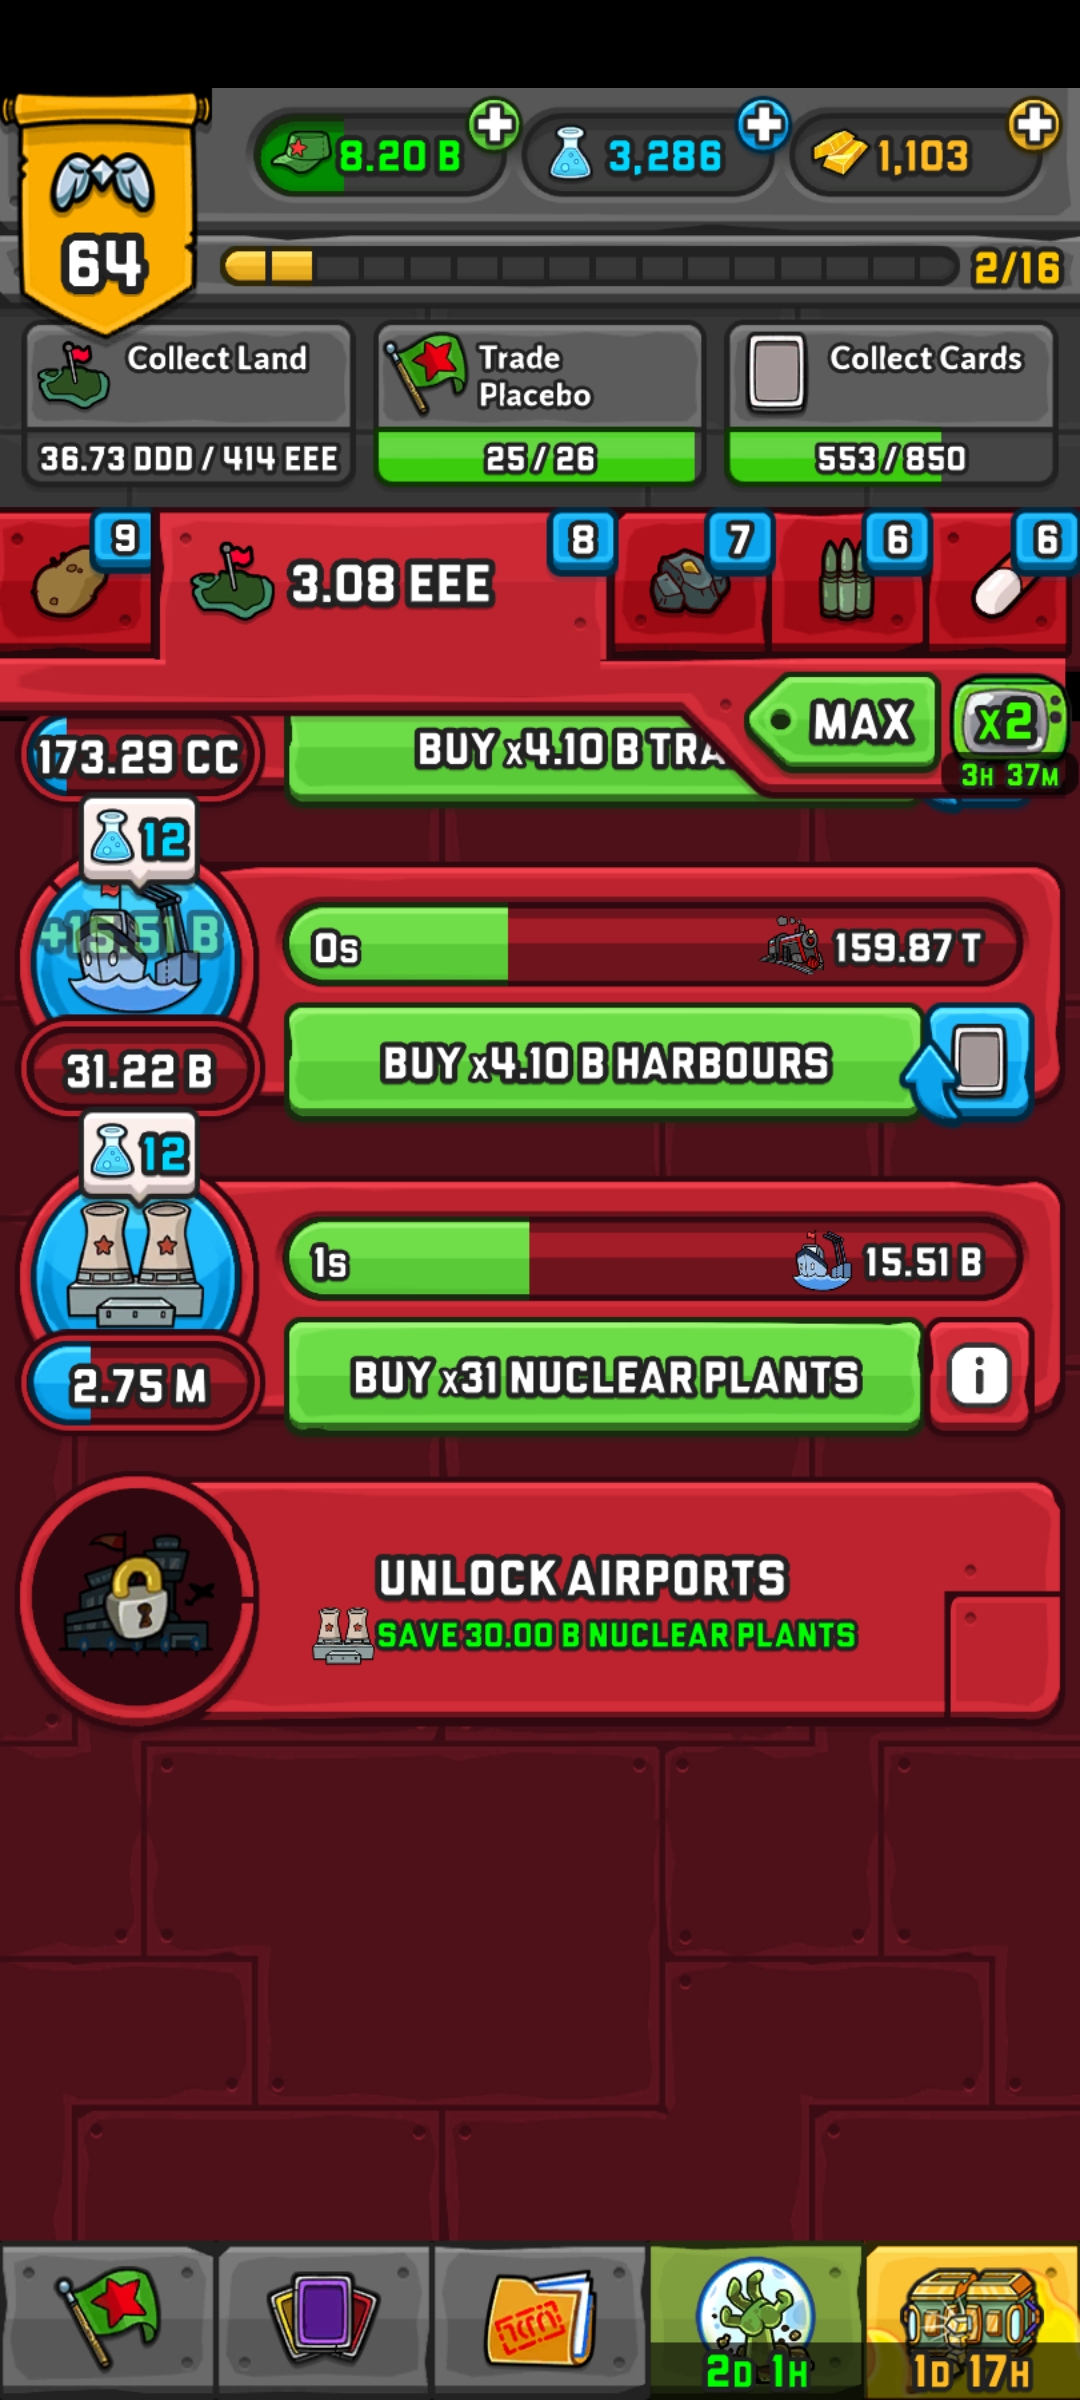 8.20 B
3,286
1,103
64
2/16
Collect Land
36.73 DDD / 414 EEE
Trade
Placebo
25/26
Collect Cards
553/850
9
3.08 EEE
8
7
6
6
MAX
x2
3H 37M
173.29 CC
BUY x4.10 B TRA
12
+15.51 B
0s
159.87 T
31.22 B
BUY x4.10 B HARBOURS
12
1s
15.51 B
2.75 M
BUY x31 NUCLEAR PLANTS
i
UNLOCK AIRPORTS
SAVE 30.00 B NUCLEAR PLANTS
2D 1H
1D 17H